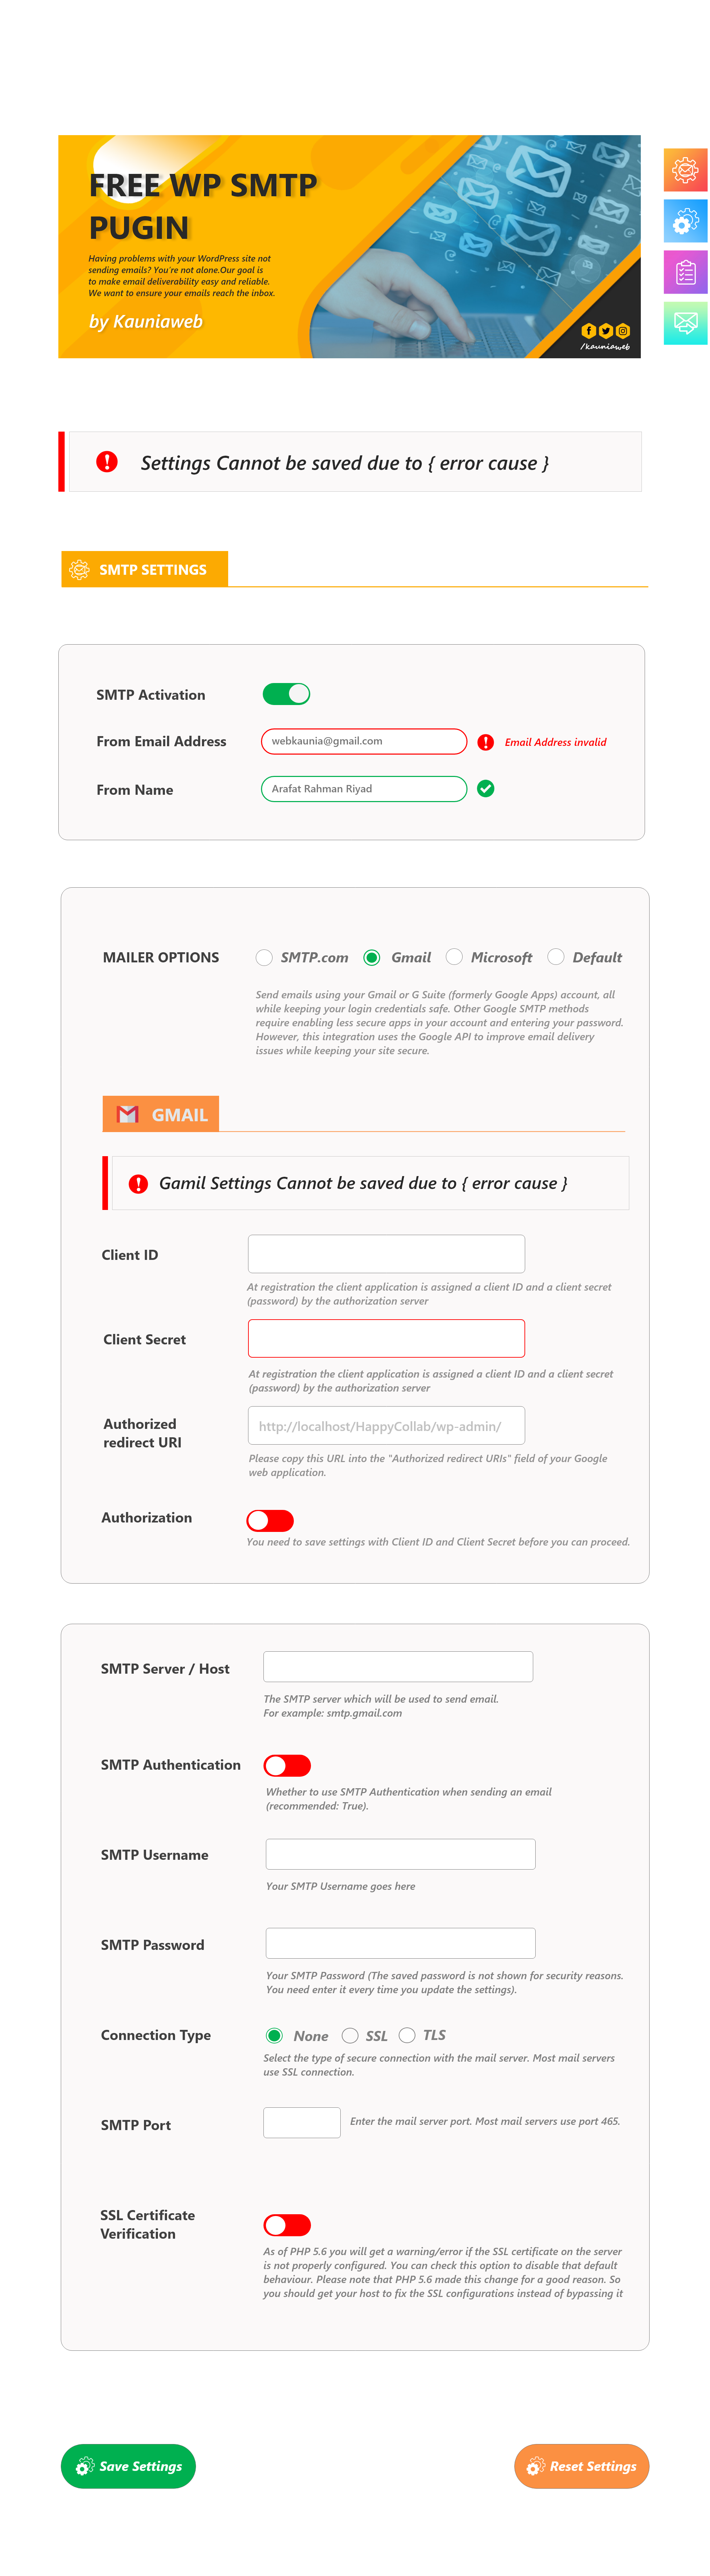 FREE WP SMTP
PUGIN
Having problems with your WordPress site not
sending emails? You're not alone.Our goal is
to make email deliverability easy and reliable.
We want to ensure your emails reach the inbox.
by Kauniaweb
/kauniaweb
Settings Cannot be saved due to { error cause }
SMTP SETTINGS
SMTP Activation
From Email Address
webkaunia@gmail.com
Email Address invalid
From Name
Arafat Rahman Riyad
MAILER OPTIONS
SMTP.com
Gmail
Microsoft
Default
Send emails using your Gmail or G Suite (formerly Google Apps) account, all
while keeping your login credentials safe. Other Google SMTP methods
require enabling less secure apps in your account and entering your password.
However, this integration uses the Google API to improve email delivery
issues while keeping your site secure.
GMAIL
Gamil Settings Cannot be saved due to { error cause }
Client ID
At registration the client application is assigned a client ID and a client secret
(password) by the authorization server
Client Secret
At registration the client application is assigned a client ID and a client secret
(password) by the authorization server
Authorized
redirect URI
http://localhost/HappyCollab/wp-admin/
Please copy this URL into the "Authorized redirect URIs" field of your Google
web application.
Authorization
You need to save settings with Client ID and Client Secret before you can proceed.
SMTP Server / Host
The SMTP server which will be used to send email.
For example: smtp.gmail.com
SMTP Authentication
Whether to use SMTP Authentication when sending an email
(recommended: True).
SMTP Username
Your SMTP Username goes here
SMTP Password
Your SMTP Password (The saved password is not shown for security reasons.
You need enter it every time you update the settings).
Connection Type
None
SSL
TLS
Select the type of secure connection with the mail server. Most mail servers
use SSL connection.
SMTP Port
Enter the mail server port. Most mail servers use port 465.
SSL Certificate
Verification
As of PHP 5.6 you will get a warning/error if the SSL certificate on the server
is not properly configured. You can check this option to disable that default
behaviour. Please note that PHP 5.6 made this change for a good reason. So
you should get your host to fix the SSL configurations instead of bypassing it
Save Settings
Reset Settings